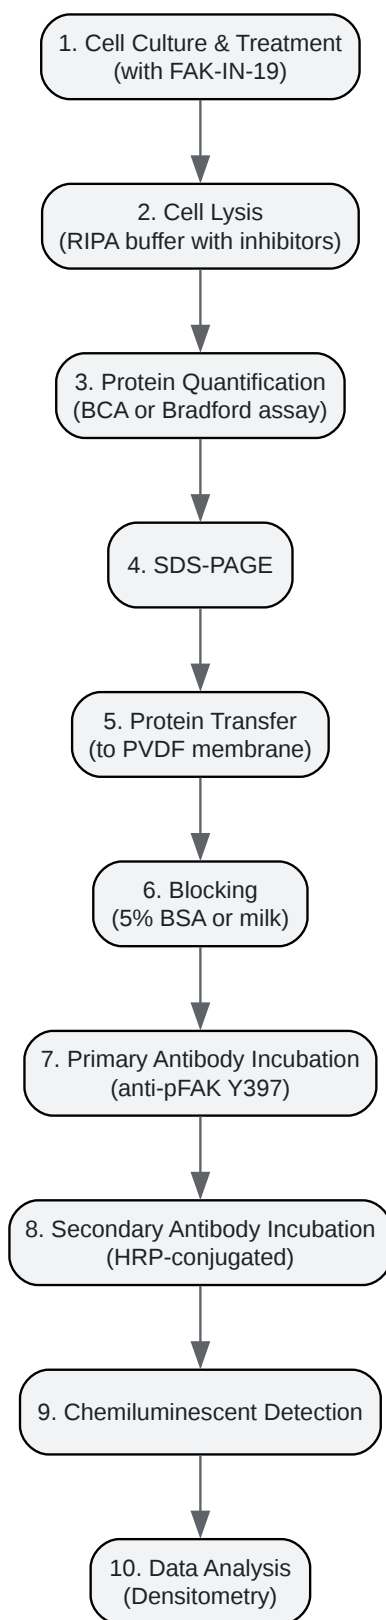 1. Cell Culture & Treatment
(with FAK-IN-19)
2. Cell Lysis
(RIPA buffer with inhibitors)
3. Protein Quantification
(BCA or Bradford assay)
4. SDS-PAGE
5. Protein Transfer
(to PVDF membrane)
6. Blocking
(5% BSA or milk)
7. Primary Antibody Incubation
(anti-pFAK Y397)
8. Secondary Antibody Incubation
(HRP-conjugated)
9. Chemiluminescent Detection
10. Data Analysis
(Densitometry)